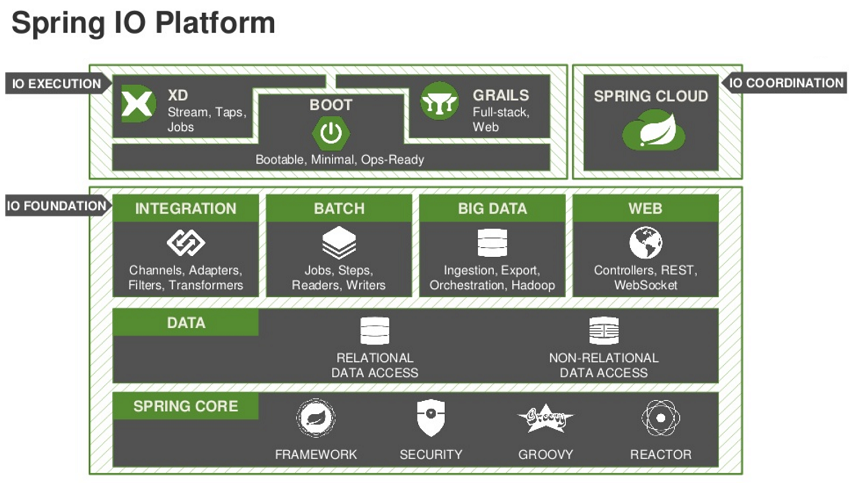 Spring IO Platform
IO EXECUTION
XD
Stream, Taps,
Jobs
BOOT
Bootable, Minimal, Ops-Ready
GRAILS
Full-stack,
Web
SPRING CLOUD
IO COORDINATION
IO FOUNDATION
INTEGRATION
Channels, Adapters,
Filters, Transformers
BATCH
Jobs, Steps,
Readers, Writers
BIG DATA
Ingestion, Export,
Orchestration, Hadoop
WEB
Controllers, REST,
WebSocket
DATA
RELATIONAL
DATA ACCESS
NON-RELATIONAL
DATA ACCESS
SPRING CORE
FRAMEWORK
SECURITY
Groovy
GROOVY
REACTOR